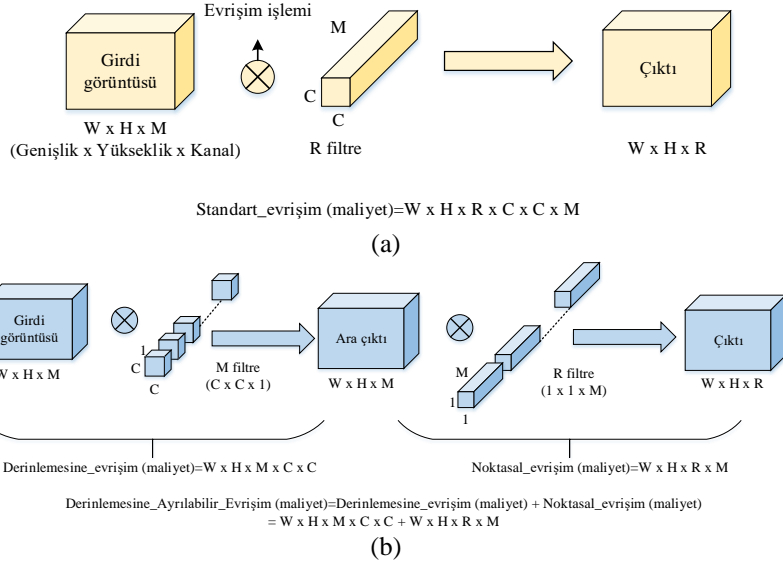 Evrişim işlemi
M
Girdi
görüntüsü
Çıktı
C
C
W x H x M
(Genişlik x Yükseklik x Kanal)
R filtre
W x H x R
Standart_evrişim (maliyet)=W x H x R x C x C x M
(a)
Girdi
görüntüsü
1
C
C
M filtre
(C x C x 1)
Ara çıktı
M
1
1
R filtre
(1 x 1 x M)
Çıktı
W x H x M
W x H x M
W x H x R
Derinlemesine_evrişim (maliyet)=W x H x M x C x C
Noktasal_evrişim (maliyet)=W x H x R x M
Derinlemesine_Ayrılabilir_Evrişim (maliyet)=Derinlemesine_evrişim (maliyet) + Noktasal_evrişim (maliyet)
= W x H x M x C x C + W x H x R x M
(b)